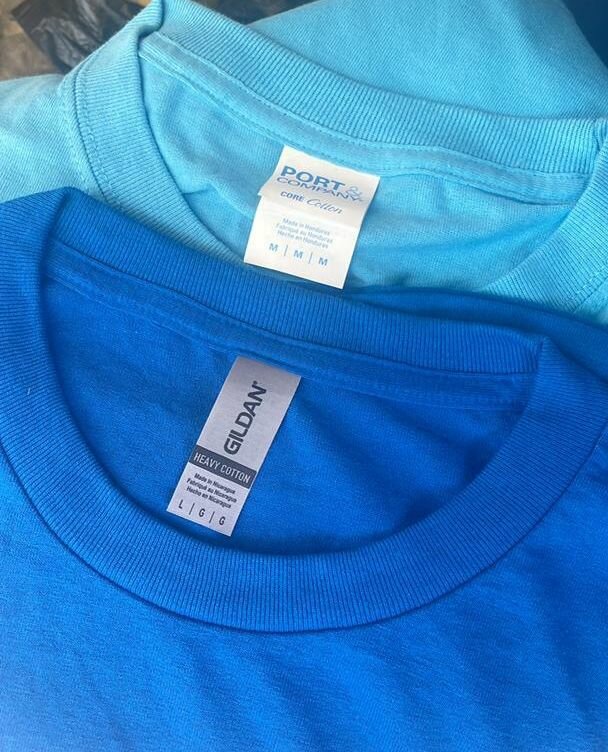 PORT &
COMPANY®
CORE Cotton
Made in Honduras
Fabriqué au Honduras
Hecho en Honduras
M | M | M
GILDAN®
HEAVY COTTON
Made in Nicaragua
Fabriqué au Nicaragua
Hecho en Nicaragua
L | G | G